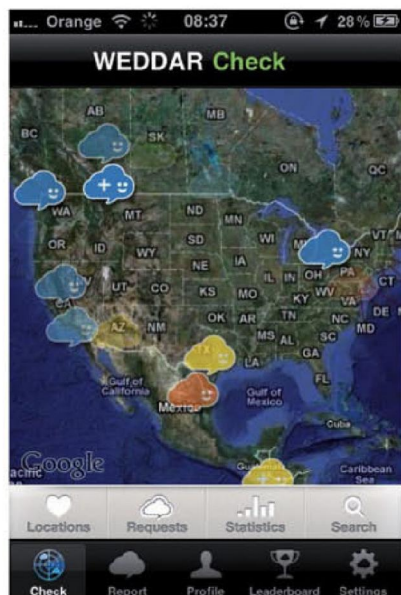 Orange 08:37 28%
WEDDAR Check
AB
MB
BC
SK
ON
QC
WA
MT
ND
MN
OR
ID
SD
WI
VT
WY
NY
NE
IA
CT
IL IN OH PA
UT CO
KS MO KY WV
CA
VA
DE
MD
AZ NM
OK AR TN NC
TX
MS AL SC
LA
GA
Gulf of
California
Gulf of
Mexico
FL
México
Cuba
Guatemala
Caribbean
Sea
Google
Locations Requests Statistics Search
Check Report Profile Leaderboard Settings